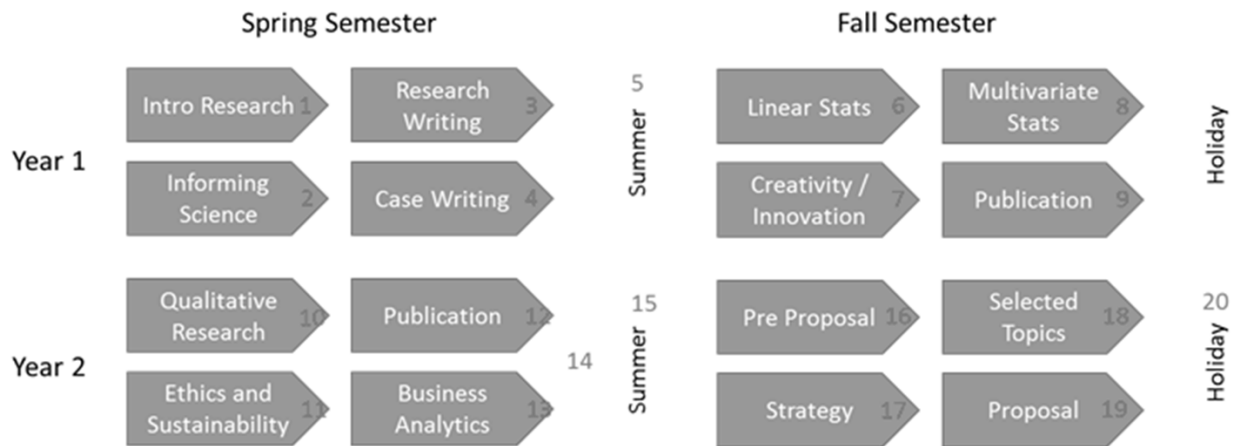 Spring Semester
Fall Semester
Year 1
Intro Research 1
Research
Writing 3
5
Summer
Linear Stats 6
Multivariate
Stats 8
Holiday
Informing
Science 2
Case Writing 4
Creativity /
Innovation 7
Publication 9
Year 2
Qualitative
Research 10
Publication 12
14
15
Summer
Pre Proposal 16
Selected
Topics 18
20
Holiday
Ethics and
Sustainability 11
Business
Analytics 13
Strategy 17
Proposal 19